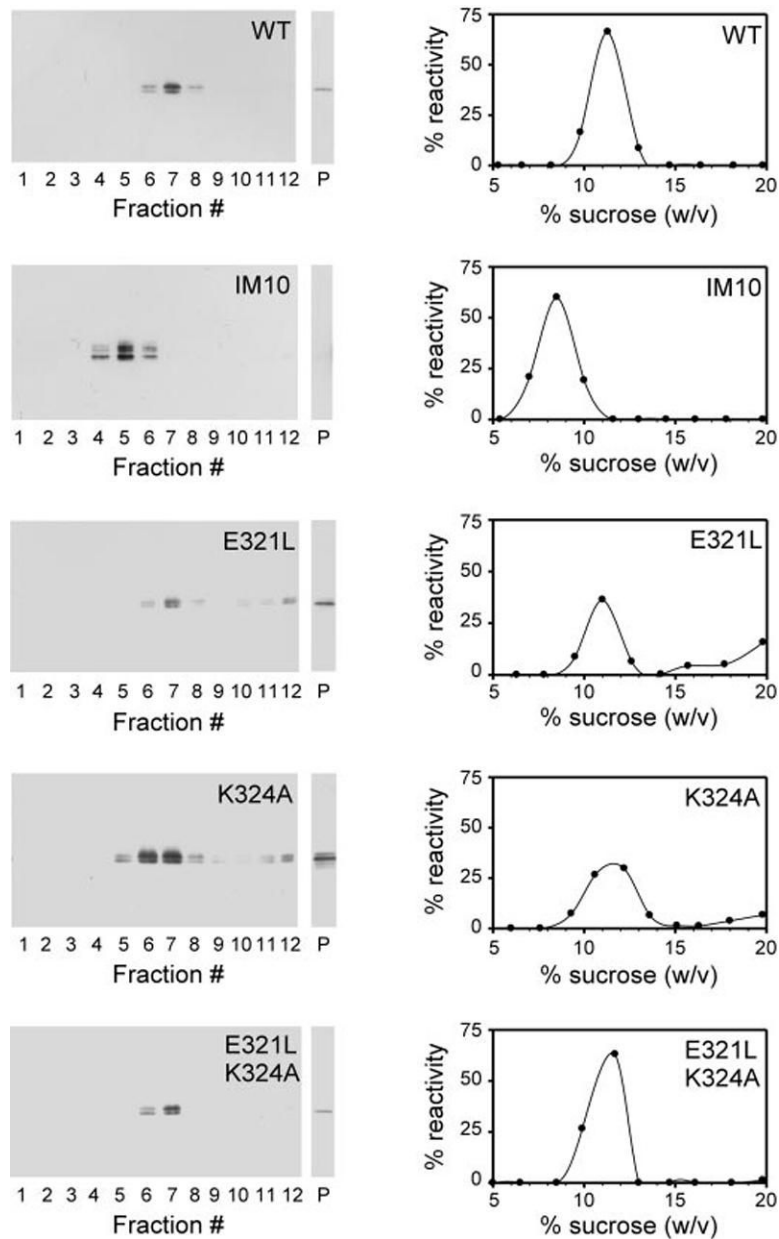 WT
1 2 3 4 5 6 7 8 9 10 11 12 P
Fraction #
75
50
25
0
5 10 15 20
% reactivity
% sucrose (w/v)
WT
IM10
1 2 3 4 5 6 7 8 9 10 11 12 P
Fraction #
75
50
25
0
5 10 15 20
% reactivity
% sucrose (w/v)
IM10
E321L
1 2 3 4 5 6 7 8 9 10 11 12 P
Fraction #
75
50
25
0
5 10 15 20
% reactivity
% sucrose (w/v)
E321L
K324A
1 2 3 4 5 6 7 8 9 10 11 12 P
Fraction #
75
50
25
0
5 10 15 20
% reactivity
% sucrose (w/v)
K324A
E321L
K324A
1 2 3 4 5 6 7 8 9 10 11 12 P
Fraction #
75
50
25
0
5 10 15 20
% reactivity
% sucrose (w/v)
E321L
K324A